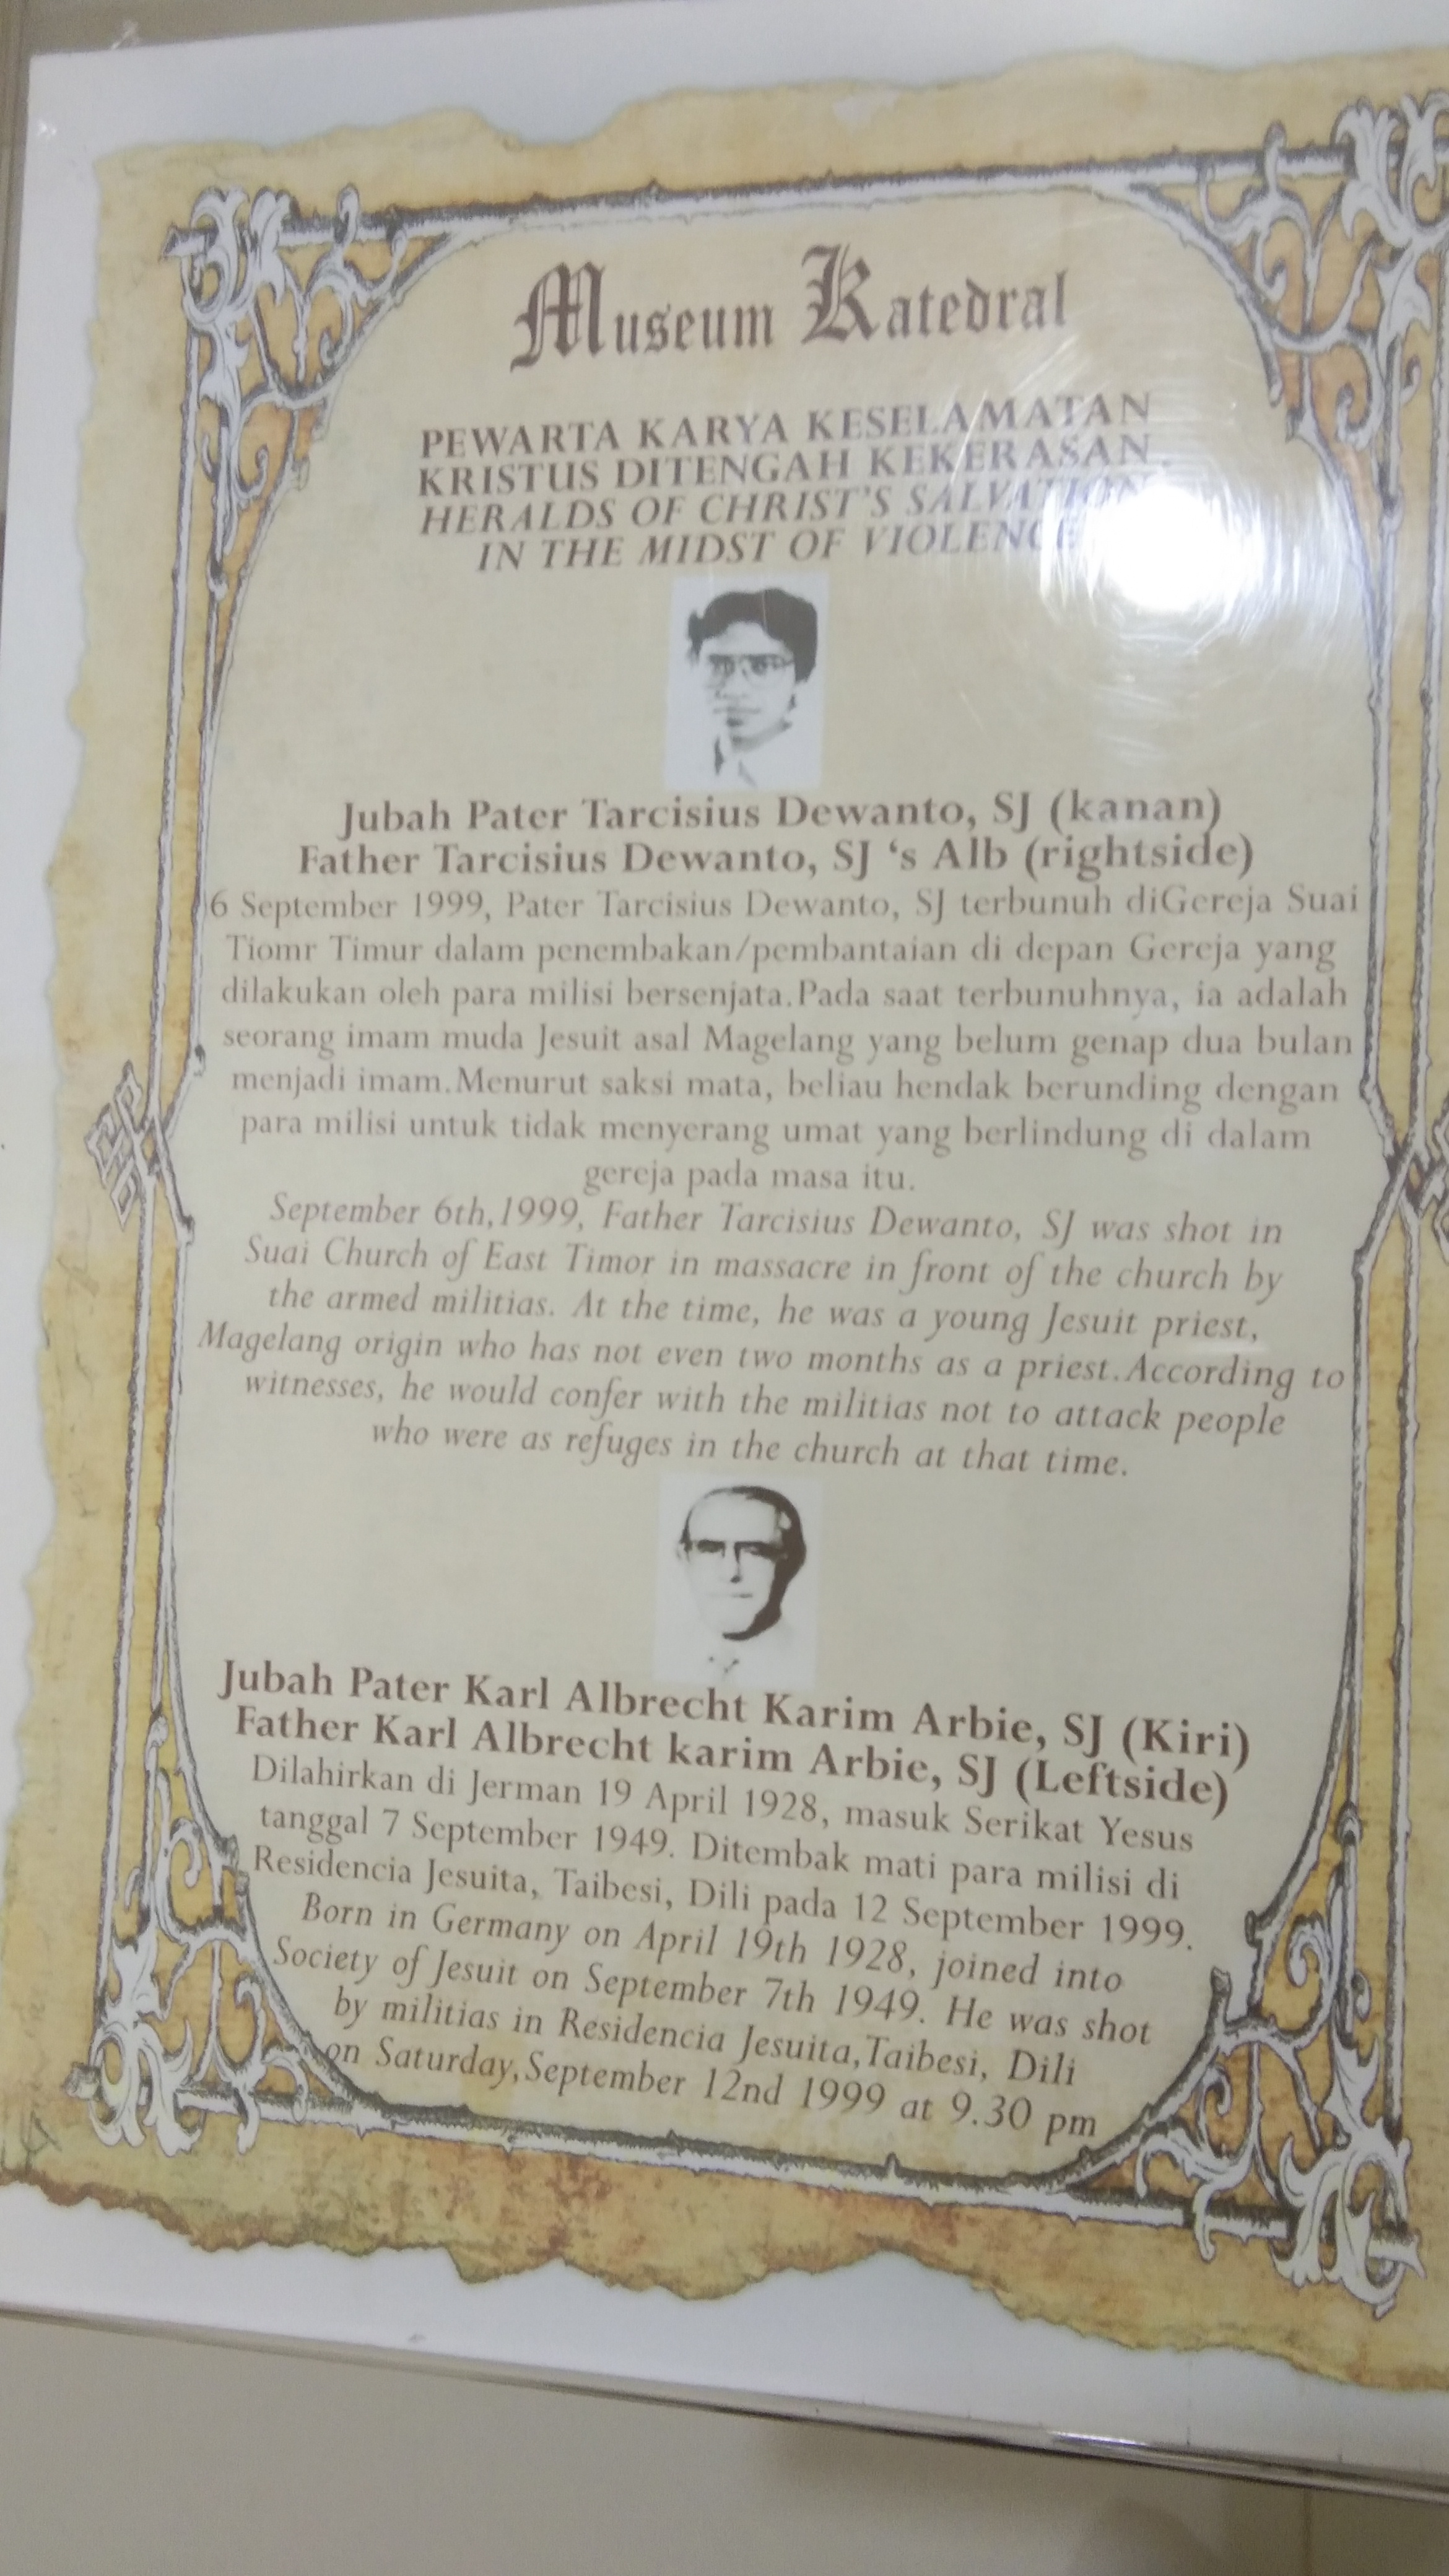 Museum Katedral
PEWARTA KARYA KESELAMATAN
KRISTUS DITENGAH KEKERASAN
HERALDS OF CHRIST'S SALVATION
IN THE MIDST OF VIOLENCE
Jubah Pater Tarcisius Dewanto, SJ (kanan)
Father Tarcisius Dewanto, SJ ‘s Alb (rightside)
6 September 1999, Pater Tarcisius Dewanto, SJ terbunuh diGereja Suai
Tiomr Timur dalam penembakan/pembantaian di depan Gereja yang
dilakukan oleh para milisi bersenjata.Pada saat terbunuhnya, ia adalah
seorang imam muda Jesuit asal Magelang yang belum genap dua bulan
menjadi imam.Menurut saksi mata, beliau hendak berunding dengan
para milisi untuk tidak menyerang umat yang berlindung di dalam
gereja pada masa itu.
September 6th,1999, Father Tarcisius Dewanto, SJ was shot in
Suai Church of East Timor in massacre in front of the church by
the armed militias. At the time, he was a young Jesuit priest,
Magelang origin who has not even two months as a priest.According to
witnesses, he would confer with the militias not to attack people
who were as refuges in the church at that time.
Jubah Pater Karl Albrecht Karim Arbie, SJ (Kiri)
Father Karl Albrecht karim Arbie, SJ (Leftside)
Dilahirkan di Jerman 19 April 1928, masuk Serikat Yesus
tanggal 7 September 1949. Ditembak mati para milisi di
Residencia Jesuita, Taibesi, Dili pada 12 September 1999.
Born in Germany on April 19th 1928, joined into
Society of Jesuit on September 7th 1949. He was shot
by militias in Residencia Jesuita,Taibesi, Dili
on Saturday,September 12nd 1999 at 9.30 pm